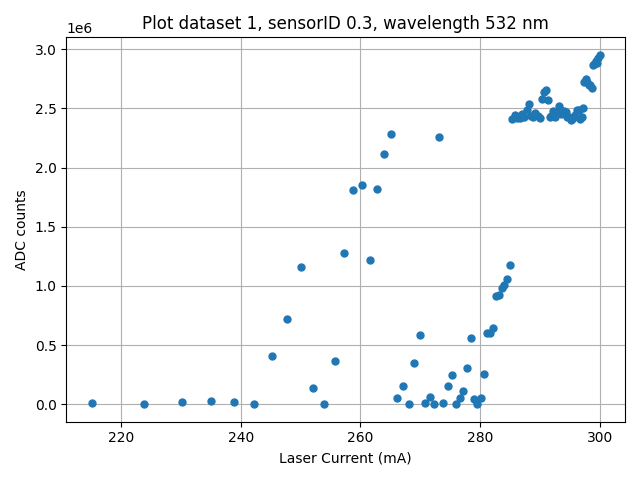 Plot dataset 1, sensorID 0.3, wavelength 532 nm
1e6
3.0
2.5
2.0
1.5
1.0
0.5
0.0
ADC counts
220 240 260 280 300
Laser Current (mA)